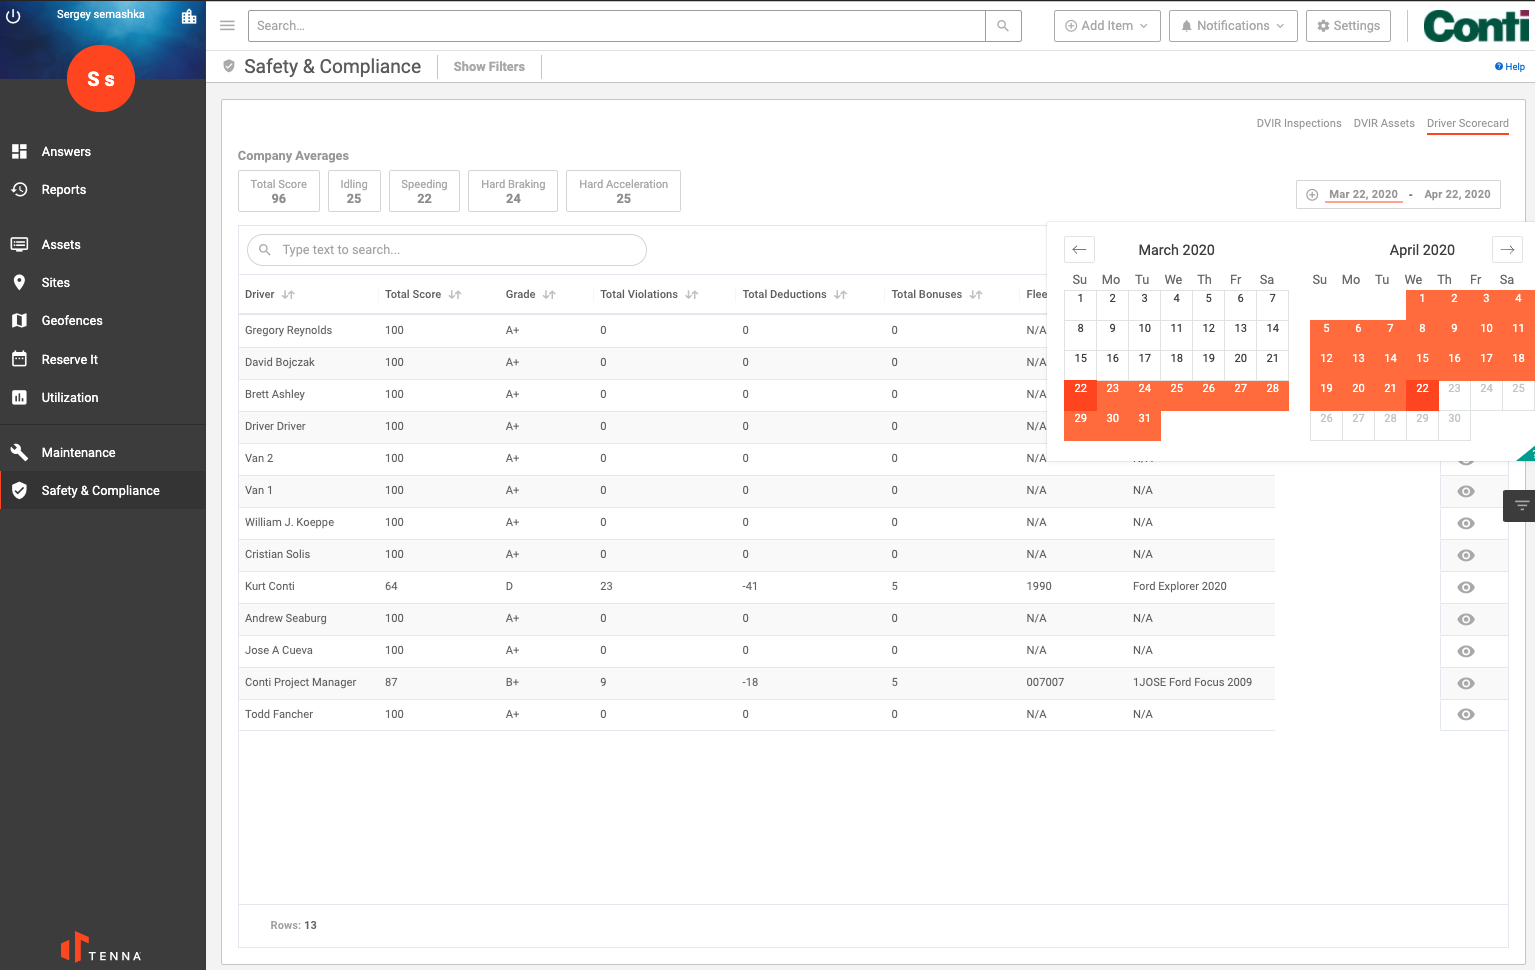 Sergey semashka
S s
Answers
Reports
Assets
Sites
Geofences
Reserve It
Utilization
Maintenance
Safety & Compliance
TENNA
Search...
Add Item
Notifications
Settings
Conti
Safety & Compliance
Show Filters
Help
DVIR Inspections DVIR Assets Driver Scorecard
Company Averages
Total Score Idling Speeding Hard Braking Hard Acceleration
96 25 22 24 25
Mar 22, 2020 - Apr 22, 2020
Type text to search...
March 2020 April 2020
Su Mo Tu We Th Fr Sa Su Mo Tu We Th Fr Sa
1 2 3 4 5 6 7 1 2 3 4
8 9 10 11 12 13 14 5 6 7 8 9 10 11
15 16 17 18 19 20 21 12 13 14 15 16 17 18
22 23 24 25 26 27 28 19 20 21 22 23 24 25
29 30 31 26 27 28 29 30
Driver Total Score Grade Total Violations Total Deductions Total Bonuses Flee
Gregory Reynolds 100 A+ 0 0 0 N/A
David Bojczak 100 A+ 0 0 0 N/A
Brett Ashley 100 A+ 0 0 0 N/A
Driver Driver 100 A+ 0 0 0 N/A
Van 2 100 A+ 0 0 0 N/A
Van 1 100 A+ 0 0 0 N/A N/A
William J. Koeppe 100 A+ 0 0 0 N/A N/A
Cristian Solis 100 A+ 0 0 0 N/A N/A
Kurt Conti 64 D 23 -41 5 1990 Ford Explorer 2020
Andrew Seaburg 100 A+ 0 0 0 N/A N/A
Jose A Cueva 100 A+ 0 0 0 N/A N/A
Conti Project Manager 87 B+ 9 -18 5 007007 1JOSE Ford Focus 2009
Todd Fancher 100 A+ 0 0 0 N/A N/A
Rows: 13